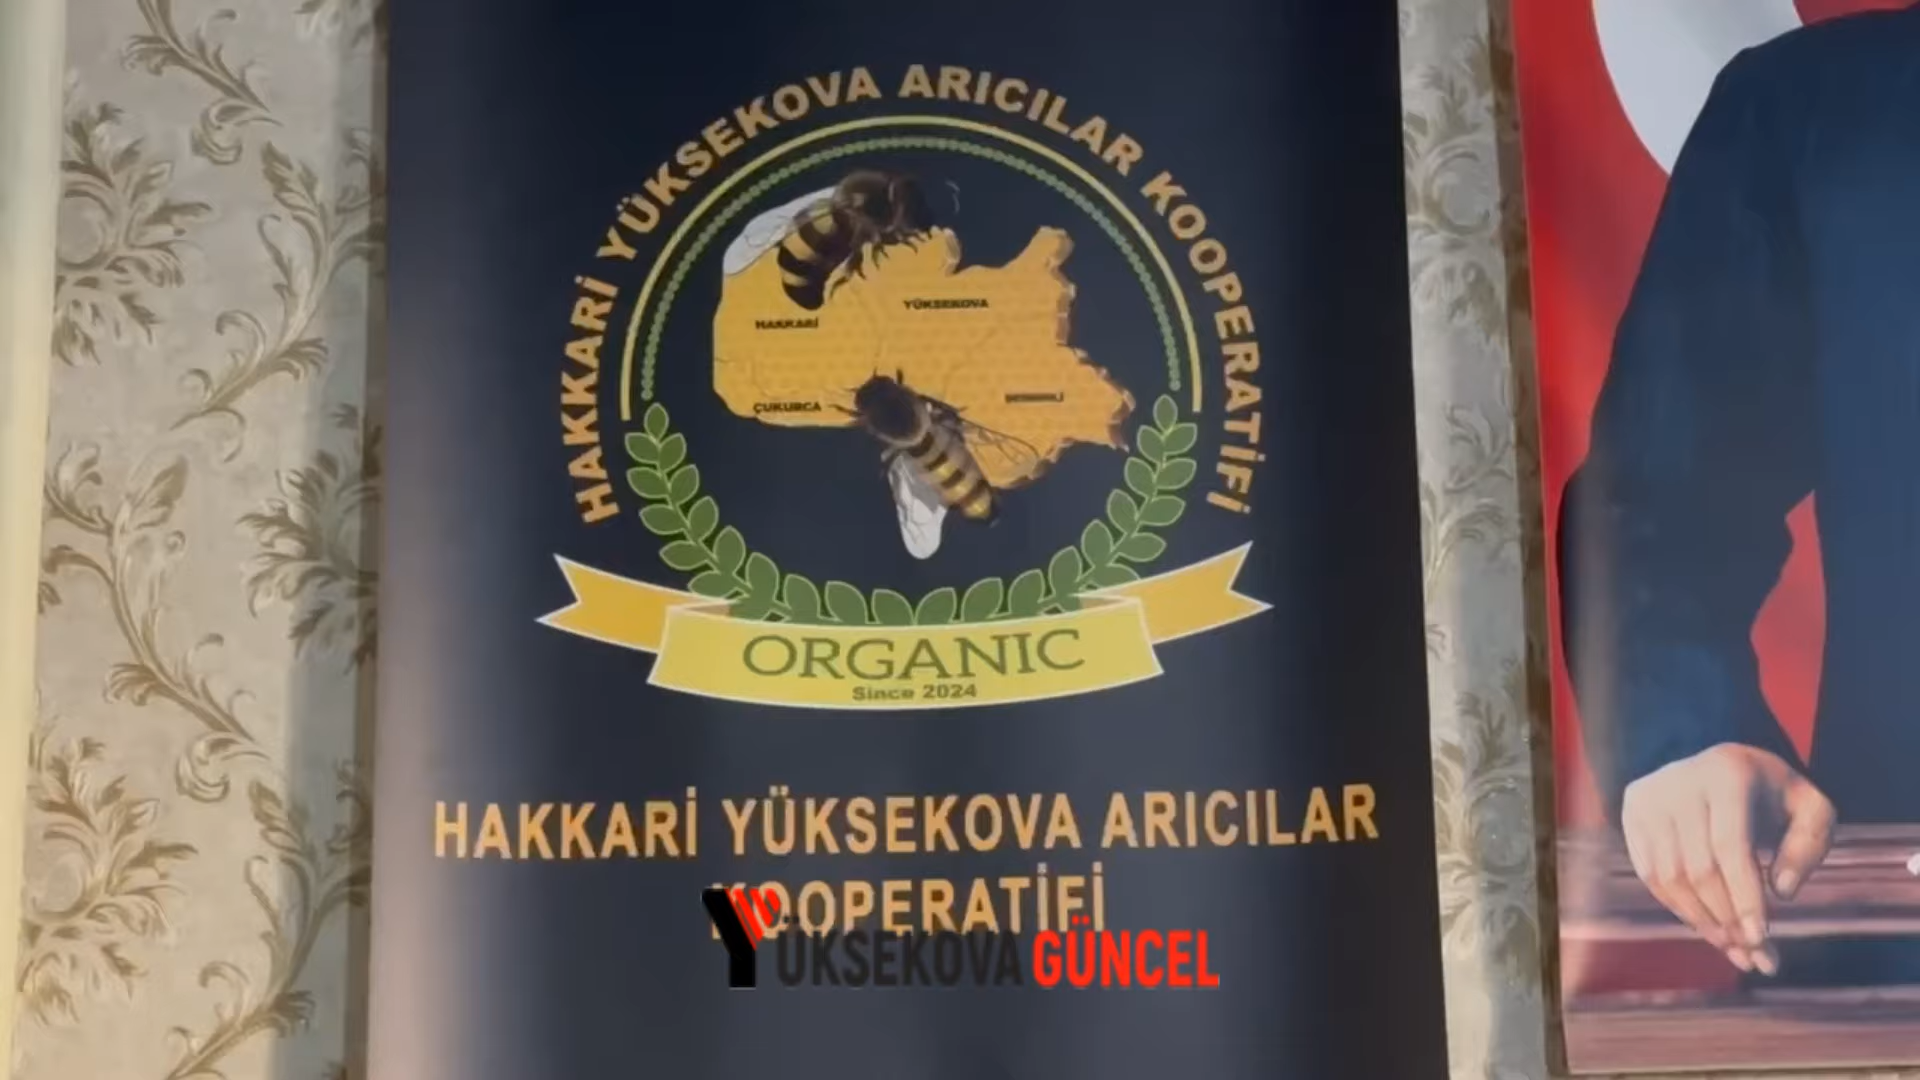 HAKKARİ YÜKSEKOVA ARICILAR KOOPERATİFİ
YÜKSEKOVA
HAKKARİ
ÇUKURCA
ORGANIC
Since 2024
HAKKARİ YÜKSEKOVA ARICILAR
KOOPERATİFİ
YÜKSEKOVA GÜNCEL